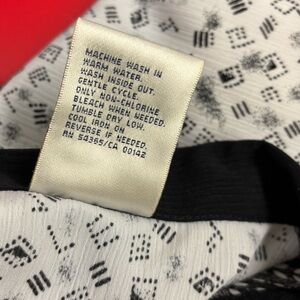 MACHINE WASH IN
WARM WATER.
WASH INSIDE OUT.
GENTLE CYCLE.
ONLY NON-CHLORINE
BLEACH WHEN NEEDED.
TUMBLE DRY LOW.
COOL IRON ON
REVERSE IF NEEDED.
RN 54365/CA 00142